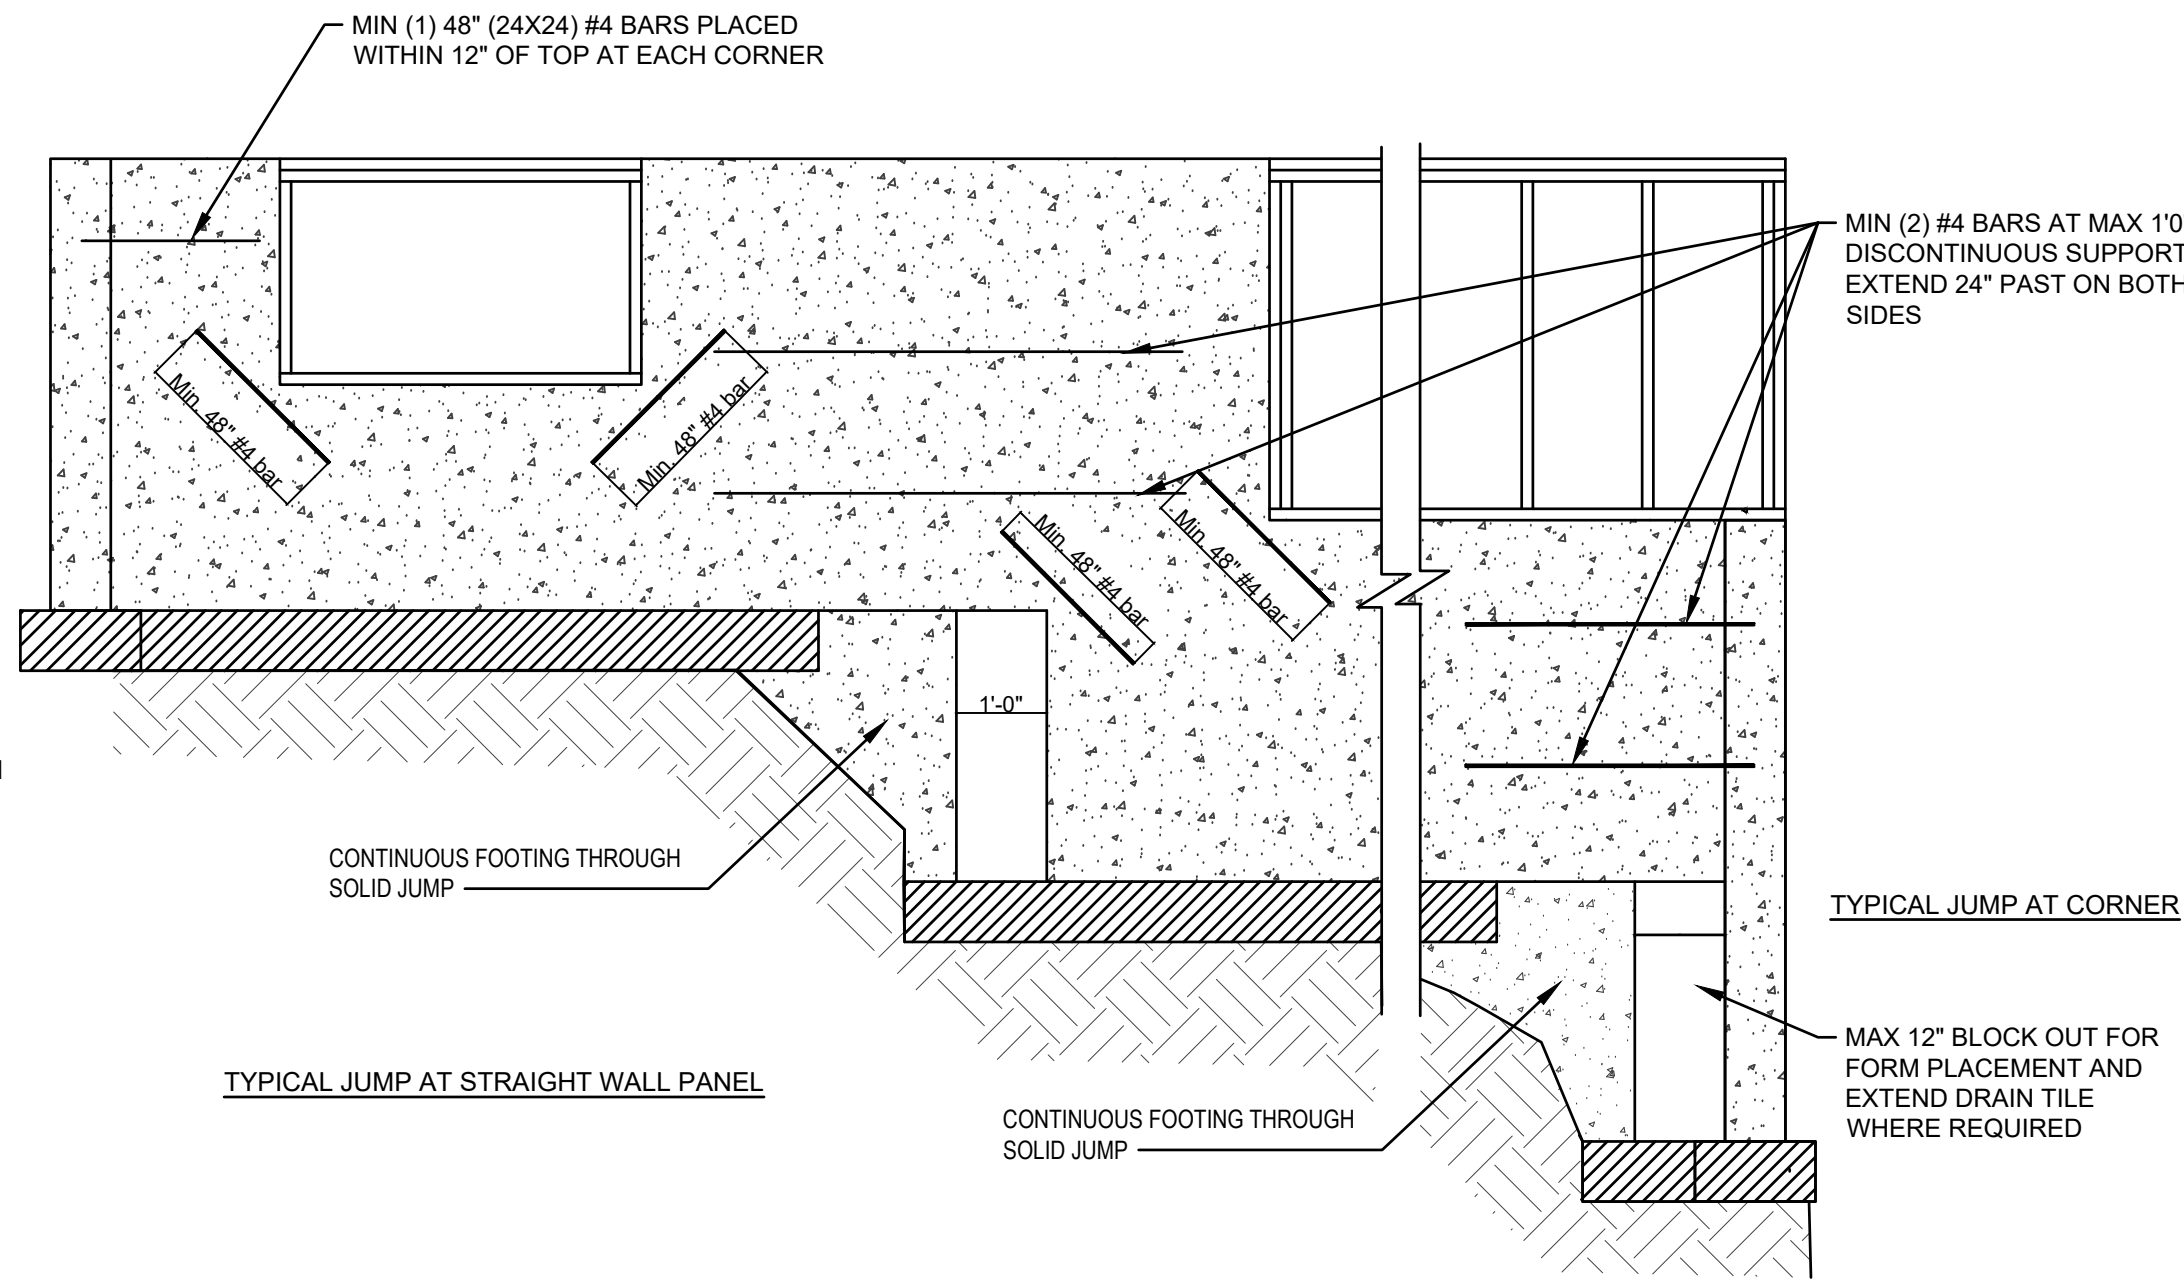 MIN (1) 48" (24X24) #4 BARS PLACED
WITHIN 12" OF TOP AT EACH CORNER
MIN (2) #4 BARS AT MAX 1'0
DISCONTINUOUS SUPPORT
EXTEND 24" PAST ON BOTH
SIDES
Min. 48" #4 bar
Min. 48" #4 bar
Min. 48" #4 bar
Min. 48" #4 bar
1'-0"
CONTINUOUS FOOTING THROUGH
SOLID JUMP
TYPICAL JUMP AT CORNER
MAX 12" BLOCK OUT FOR
FORM PLACEMENT AND
EXTEND DRAIN TILE
WHERE REQUIRED
TYPICAL JUMP AT STRAIGHT WALL PANEL
CONTINUOUS FOOTING THROUGH
SOLID JUMP